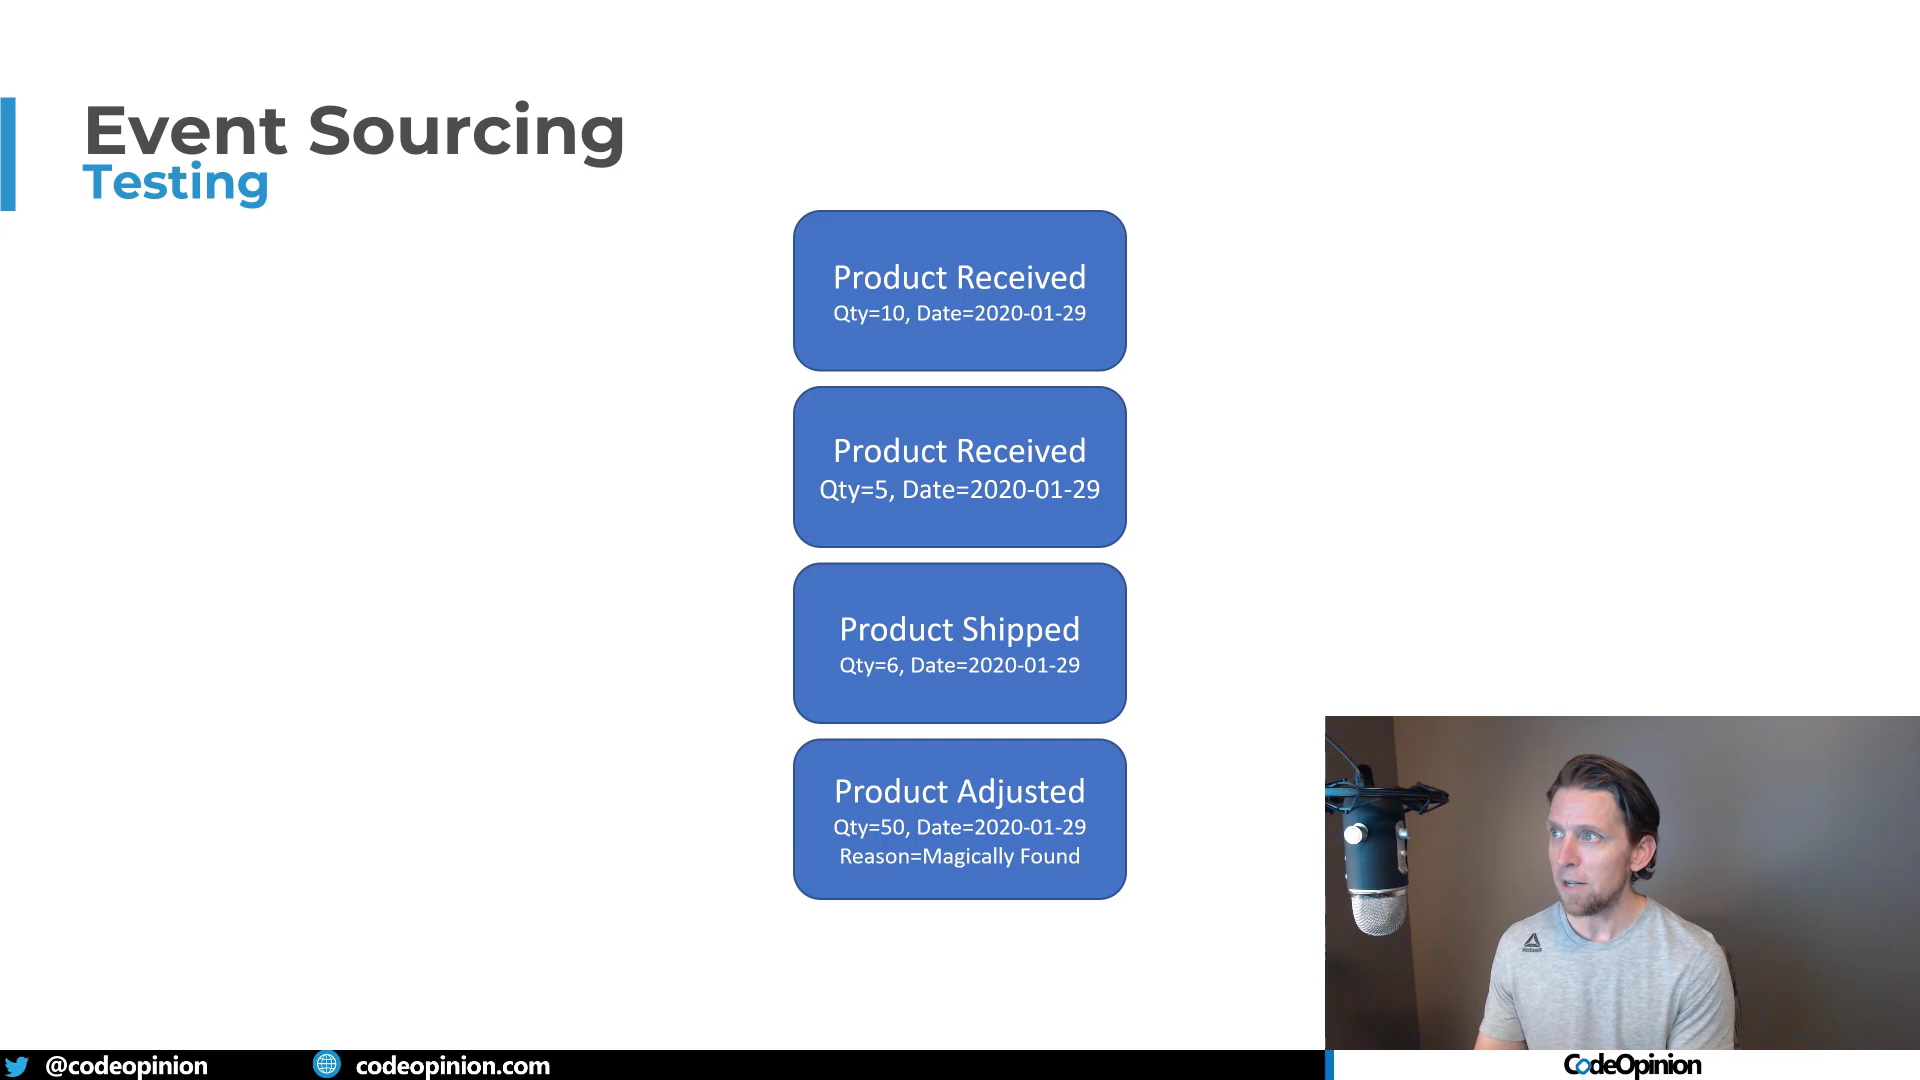 Event Sourcing
Testing
Product Received
Qty=10, Date=2020-01-29
Product Received
Qty=5, Date=2020-01-29
Product Shipped
Qty=6, Date=2020-01-29
Product Adjusted
Qty=50, Date=2020-01-29
Reason=Magically Found
@codeopinion
codeopinion.com
CodeOpinion